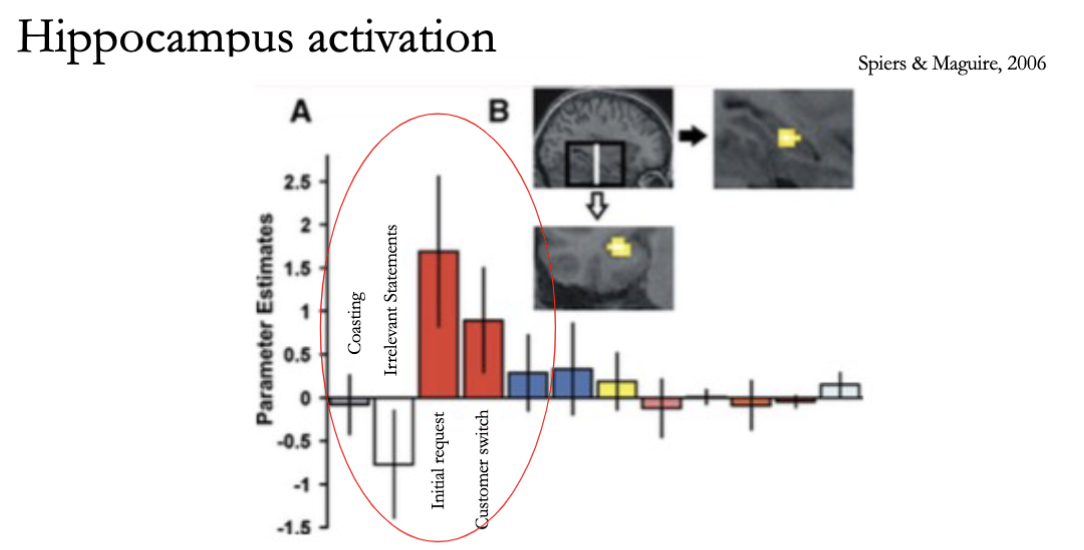 Hippocampus activation
Spiers & Maguire, 2006
A
B
Parameter Estimates
2.5
2
1.5
1
0.5
0
-0.5
-1
-1.5
Coasting
Irrelevant Statements
Initial request
Customer switch